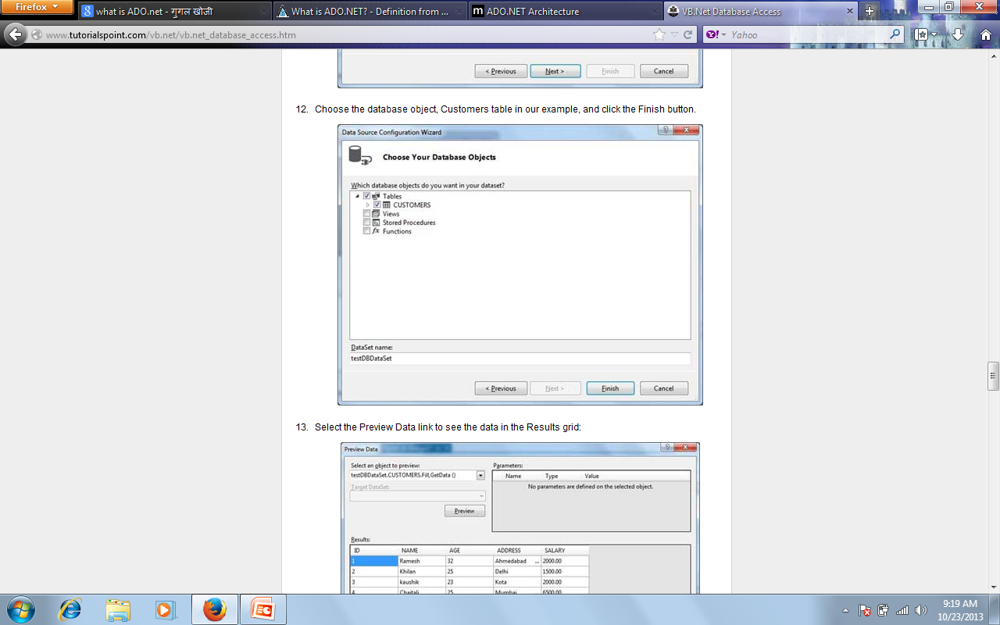 Firefox
what is ADO.net - गुगल खोजी
What is ADO.NET? - Definition from ...
ADO.NET Architecture
VB.Net Database Access
www.tutorialspoint.com/vb.net/vb.net_database_access.htm
Yahoo
< Previous Next > Finish Cancel
12. Choose the database object, Customers table in our example, and click the Finish button.
Data Source Configuration Wizard
Choose Your Database Objects
Which database objects do you want in your dataset?
Tables
CUSTOMERS
Views
Stored Procedures
fx Functions
DataSet name:
testDBDataSet
< Previous Next > Finish Cancel
13. Select the Preview Data link to see the data in the Results grid:
Preview Data
Select an object to preview:
testDBDataSet.CUSTOMERS.Fill,GetData ()
Target DataSet:
Preview
Parameters:
Name Type Value
No parameters are defined on the selected object.
Results:
ID NAME AGE ADDRESS SALARY
1 Ramesh 32 Ahmedabad ... 2000.00
2 Khilan 25 Delhi 1500.00
3 kaushik 23 Kota 2000.00
4 Chaitali 25 Mumbai 6500.00
9:19 AM
10/23/2013